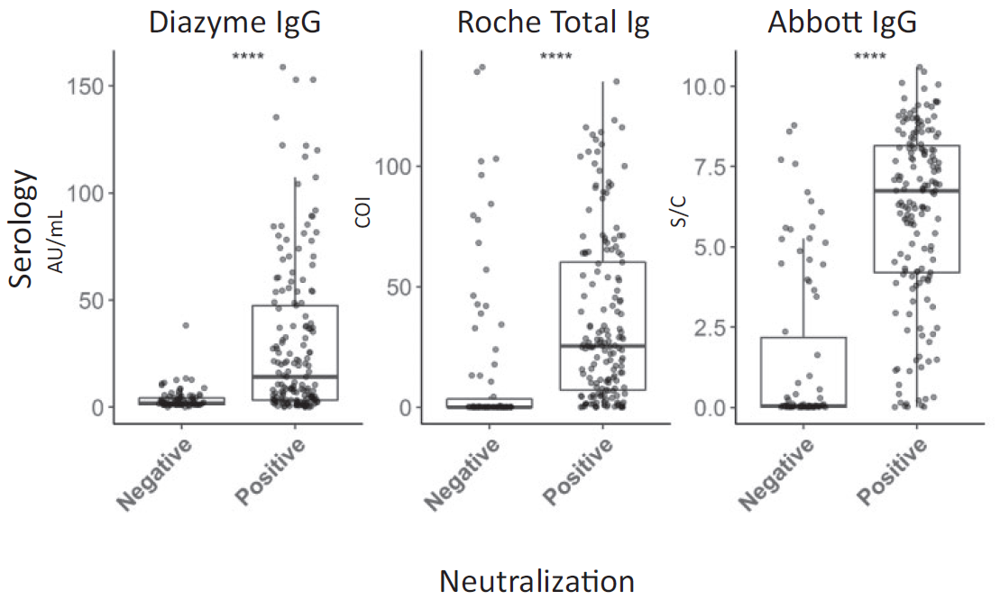 Diazyme IgG
Roche Total Ig
Abbott IgG
****
****
****
Serology
AU/mL
150
100
50
0
COI
100
50
0
S/C
10.0
7.5
5.0
2.5
0.0
Negative
Positive
Negative
Positive
Negative
Positive
Neutralization